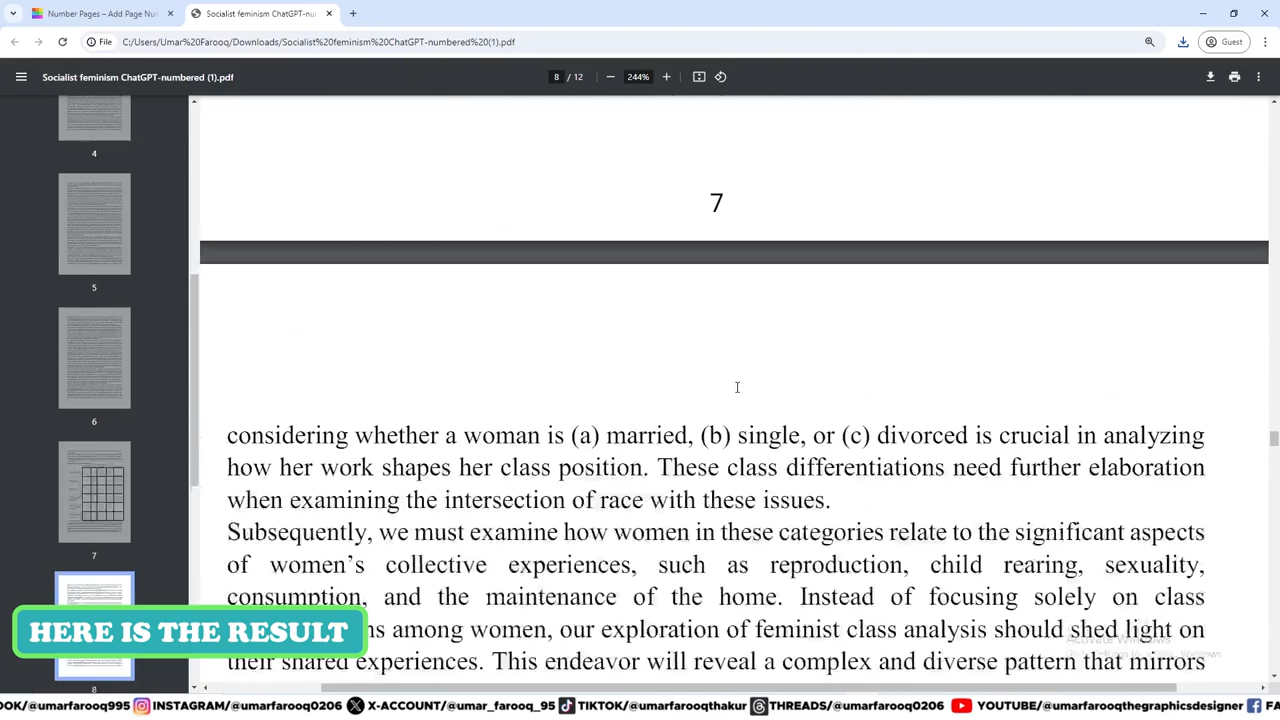 Number Pages – Add Page Nu
Socialist feminism ChatGPT-nu
File
C:/Users/Umar%20Farooq/Downloads/Socialist%20feminism%20ChatGPT-numbered%20(1).pdf
Guest
Socialist feminism ChatGPT-numbered (1).pdf
8 / 12
244%
4
5
6
7
8
7
considering whether a woman is (a) married, (b) single, or (c) divorced is crucial in analyzing
how her work shapes her class position. These class differentiations need further elaboration
when examining the intersection of race with these issues.
Subsequently, we must examine how women in these categories relate to the significant aspects
of women's collective experiences, such as reproduction, child rearing, sexuality,
consumption, and the maintenance of the home. Instead of focusing solely on class
ns among women, our exploration of feminist class analysis should shed light on
their shared experiences. This endeavor will reveal a complex and diverse pattern that mirrors
HERE IS THE RESULT
Activate Windows
OOK/@umarfarooq995 INSTAGRAM/@umarfarooq0206 X-ACCOUNT/@umar_farooq_95 TIKTOK/@umarfarooqthakur THREADS/@umarfarooq0206 YOUTUBE/@umarfarooqthegraphicsdesigner FA